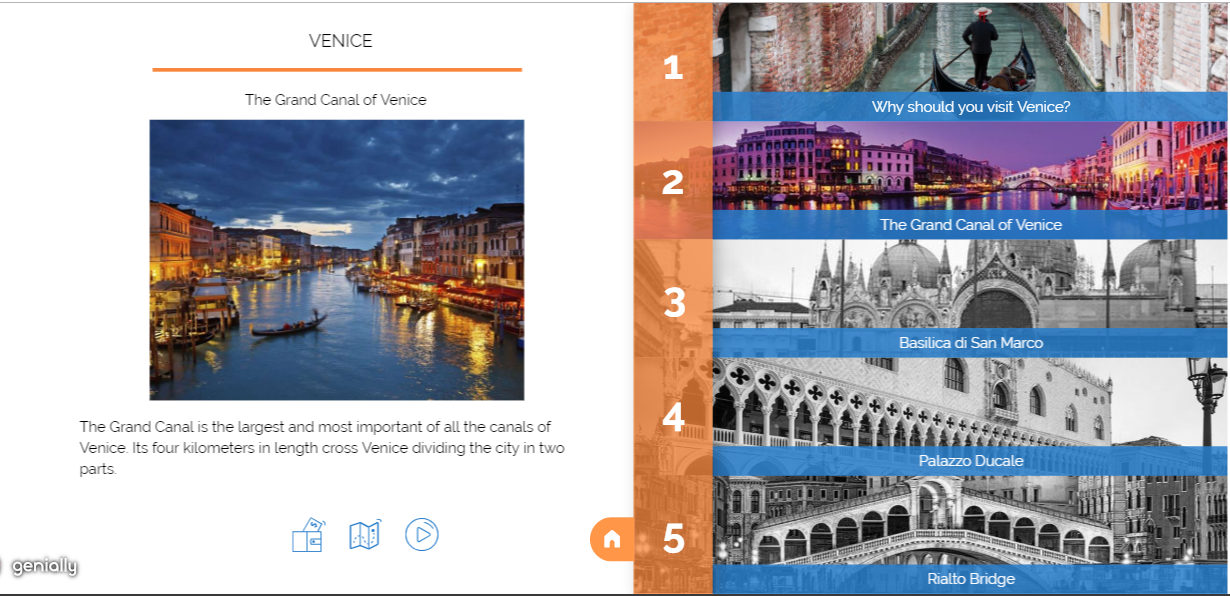 VENICE
The Grand Canal of Venice
The Grand Canal is the largest and most important of all the canals of
Venice. Its four kilometers in length cross Venice dividing the city in two
parts.
genially
1
Why should you visit Venice?
2
The Grand Canal of Venice
3
Basilica di San Marco
4
Palazzo Ducale
5
Rialto Bridge